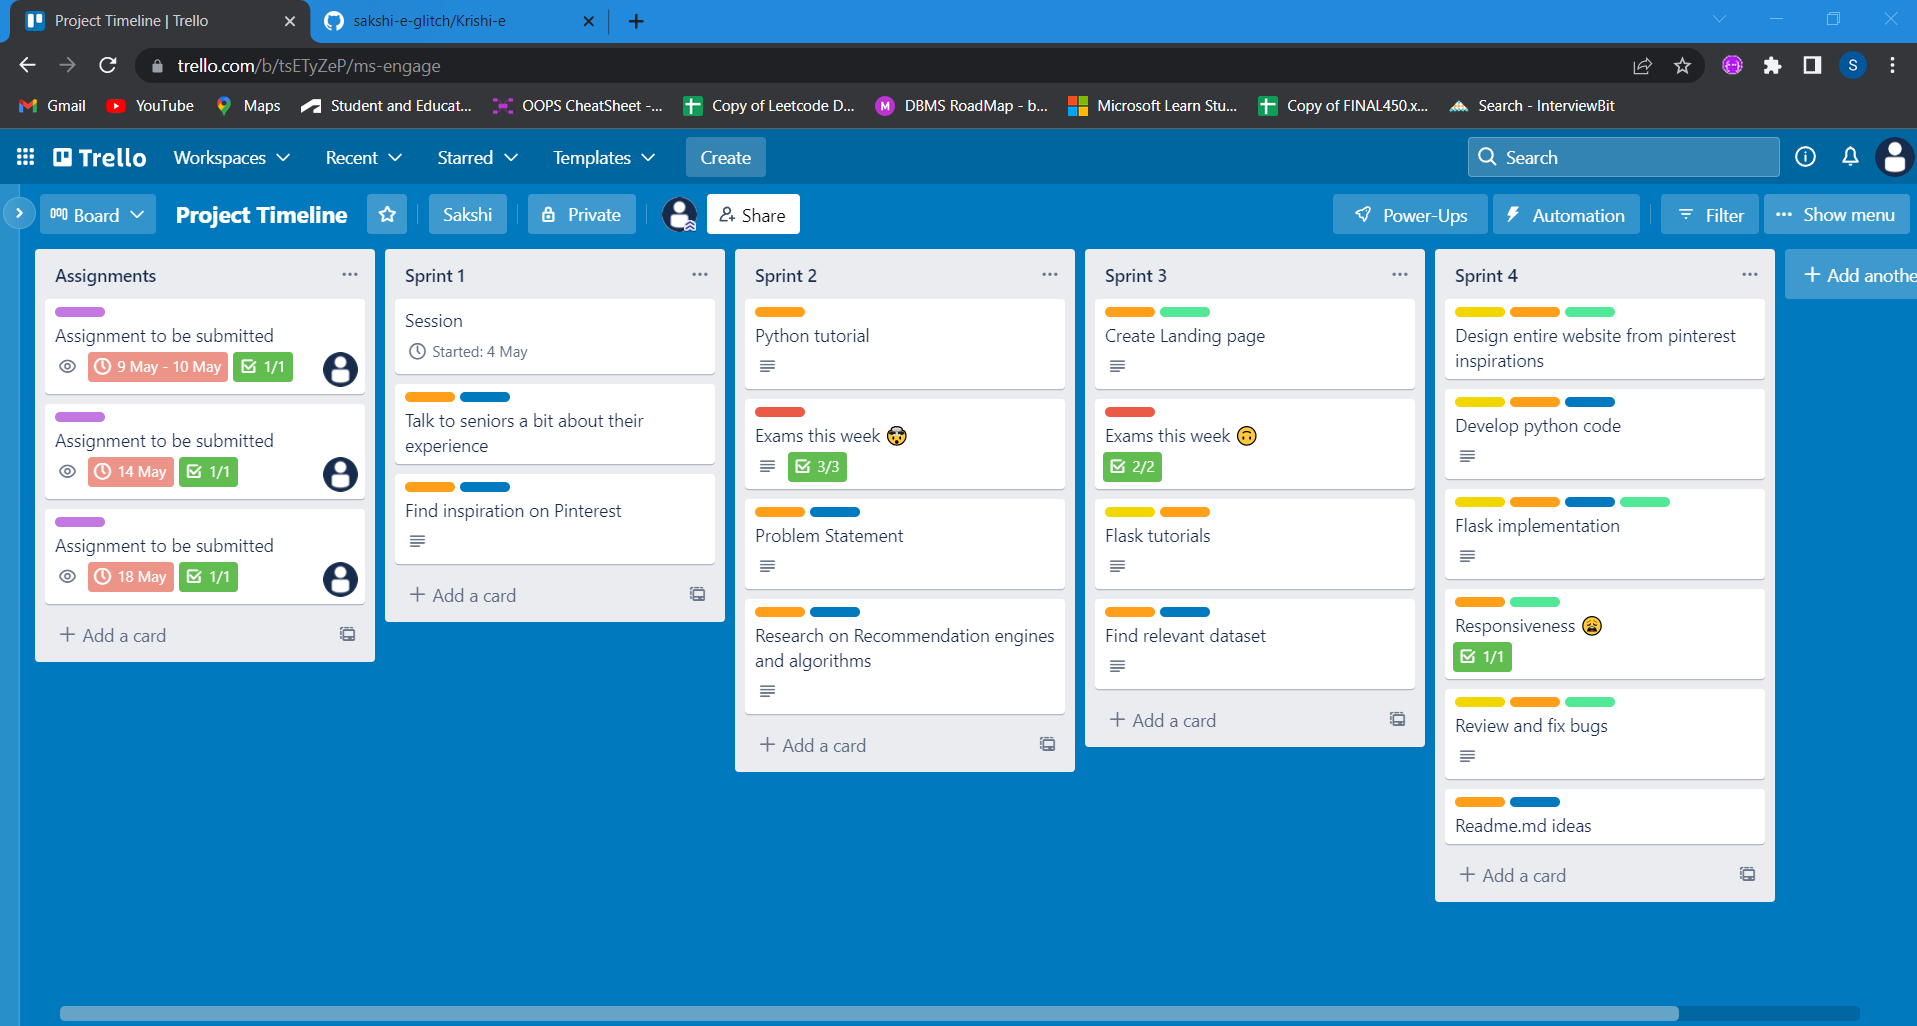 Project Timeline | Trello
sakshi-e-glitch/Krishi-e
trello.com/b/tsETyZeP/ms-engage
S
Gmail
YouTube
Maps
Student and Educat...
OOPS CheatSheet -...
Copy of Leetcode D...
M
DBMS RoadMap - b...
Microsoft Learn Stu...
Copy of FINAL450.x...
Search - InterviewBit
Trello
Workspaces
Recent
Starred
Templates
Create
Search
Board
Project Timeline
Sakshi
Private
Share
Power-Ups
Automation
Filter
Show menu
Assignments
Assignment to be submitted
9 May - 10 May
1/1
Assignment to be submitted
14 May
1/1
Assignment to be submitted
18 May
1/1
+ Add a card
Sprint 1
Session
Started: 4 May
Talk to seniors a bit about their
experience
Find inspiration on Pinterest
+ Add a card
Sprint 2
Python tutorial
Exams this week 🤯
3/3
Problem Statement
Research on Recommendation engines
and algorithms
+ Add a card
Sprint 3
Create Landing page
Exams this week 🙃
2/2
Flask tutorials
Find relevant dataset
+ Add a card
Sprint 4
Design entire website from pinterest
inspirations
Develop python code
Flask implementation
Responsiveness 😩
1/1
Review and fix bugs
Readme.md ideas
+ Add a card
+ Add anothe